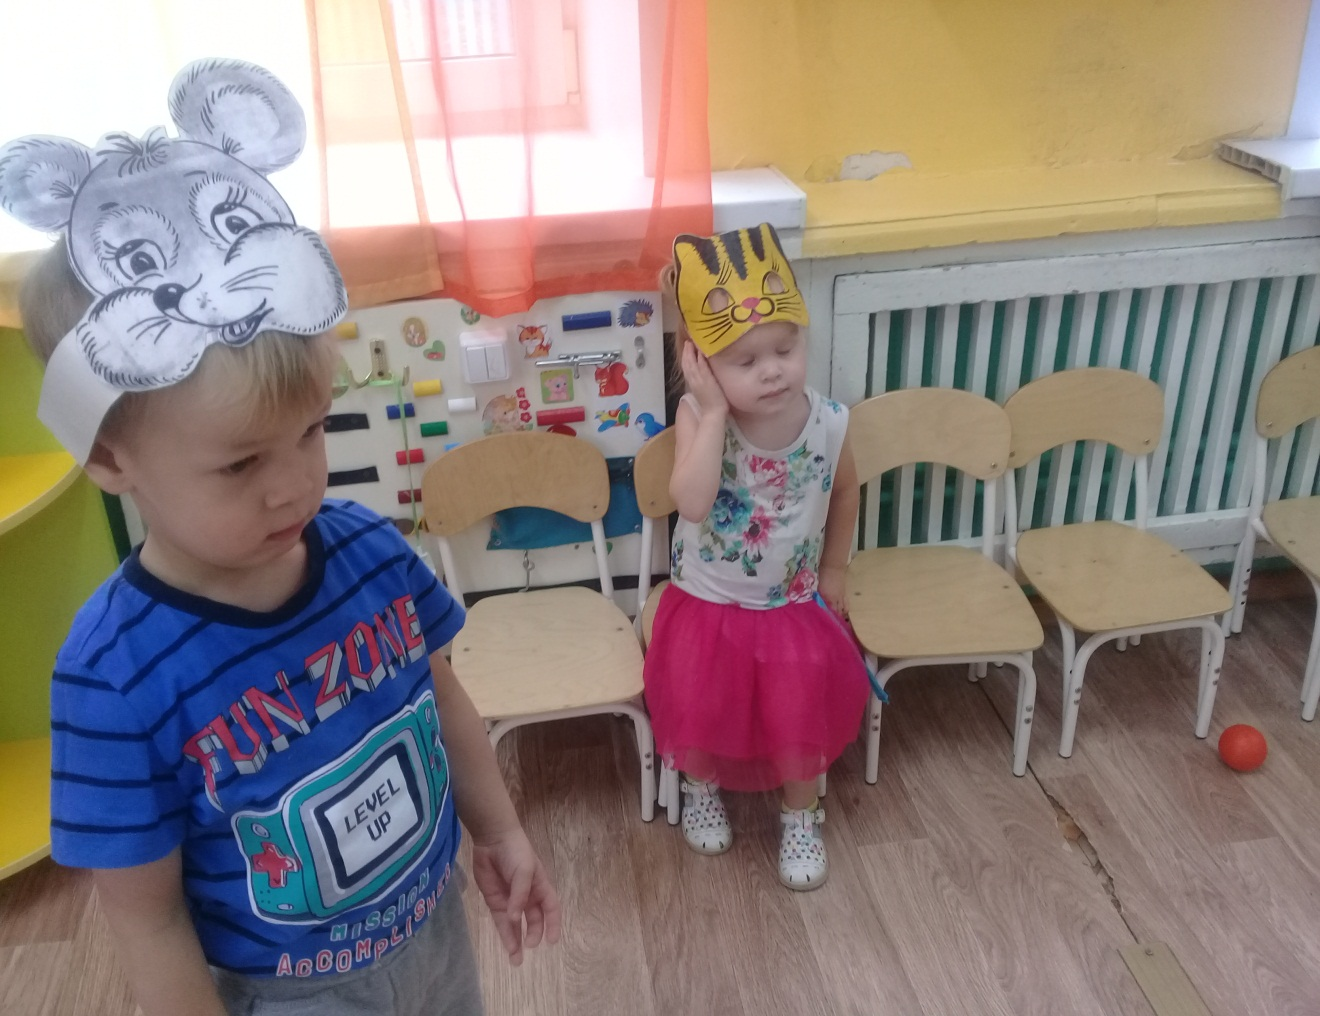 FUN ZONE
LEVEL
UP
MISSION
ACCOMPLISHED